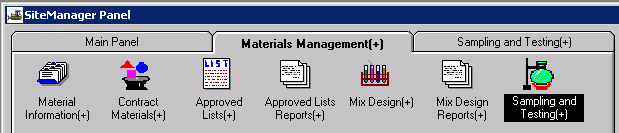 SiteManager Panel
Main Panel
Materials Management(+)
Sampling and Testing(+)
LIST
Material
Information(+)
Contract
Materials(+)
Approved
Lists(+)
Approved Lists
Reports(+)
Mix Design(+)
Mix Design
Reports(+)
Sampling and
Testing(+)